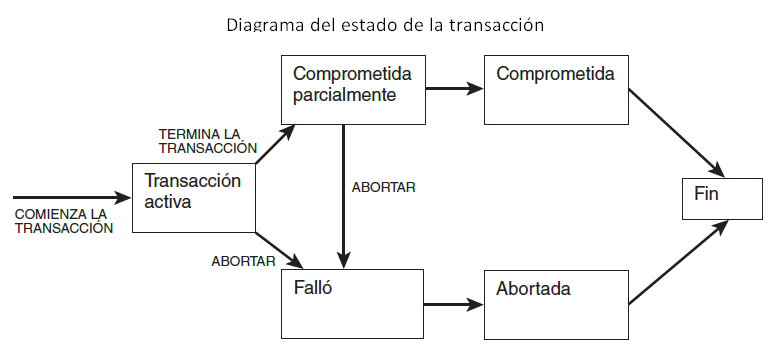 Diagrama del estado de la transacción
Comprometida
parcialmente
Comprometida
TERMINA LA
TRANSACCIÓN
Transacción
activa
ABORTAR
Fin
COMIENZA LA
TRANSACCIÓN
ABORTAR
Falló
Abortada